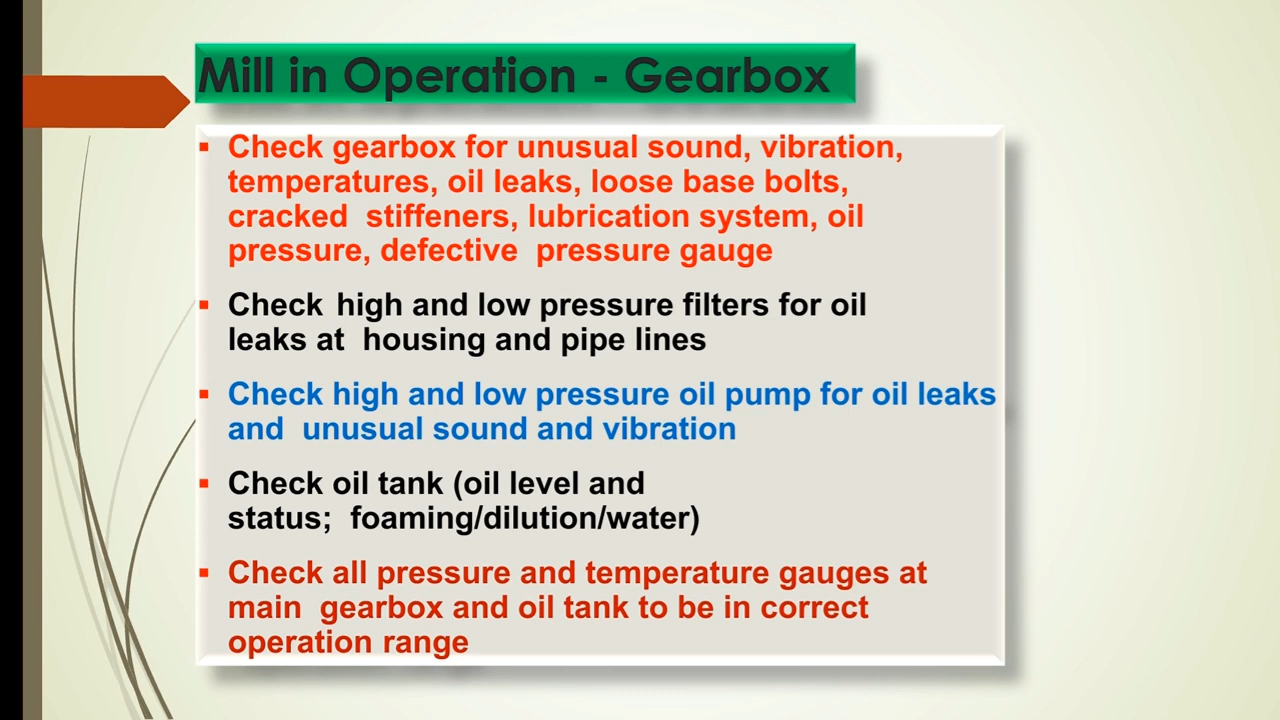 Mill in Operation - Gearbox
▪ Check gearbox for unusual sound, vibration,
temperatures, oil leaks, loose base bolts,
cracked stiffeners, lubrication system, oil
pressure, defective pressure gauge
▪ Check high and low pressure filters for oil
leaks at housing and pipe lines
▪ Check high and low pressure oil pump for oil leaks
and unusual sound and vibration
▪ Check oil tank (oil level and
status; foaming/dilution/water)
▪ Check all pressure and temperature gauges at
main gearbox and oil tank to be in correct
operation range